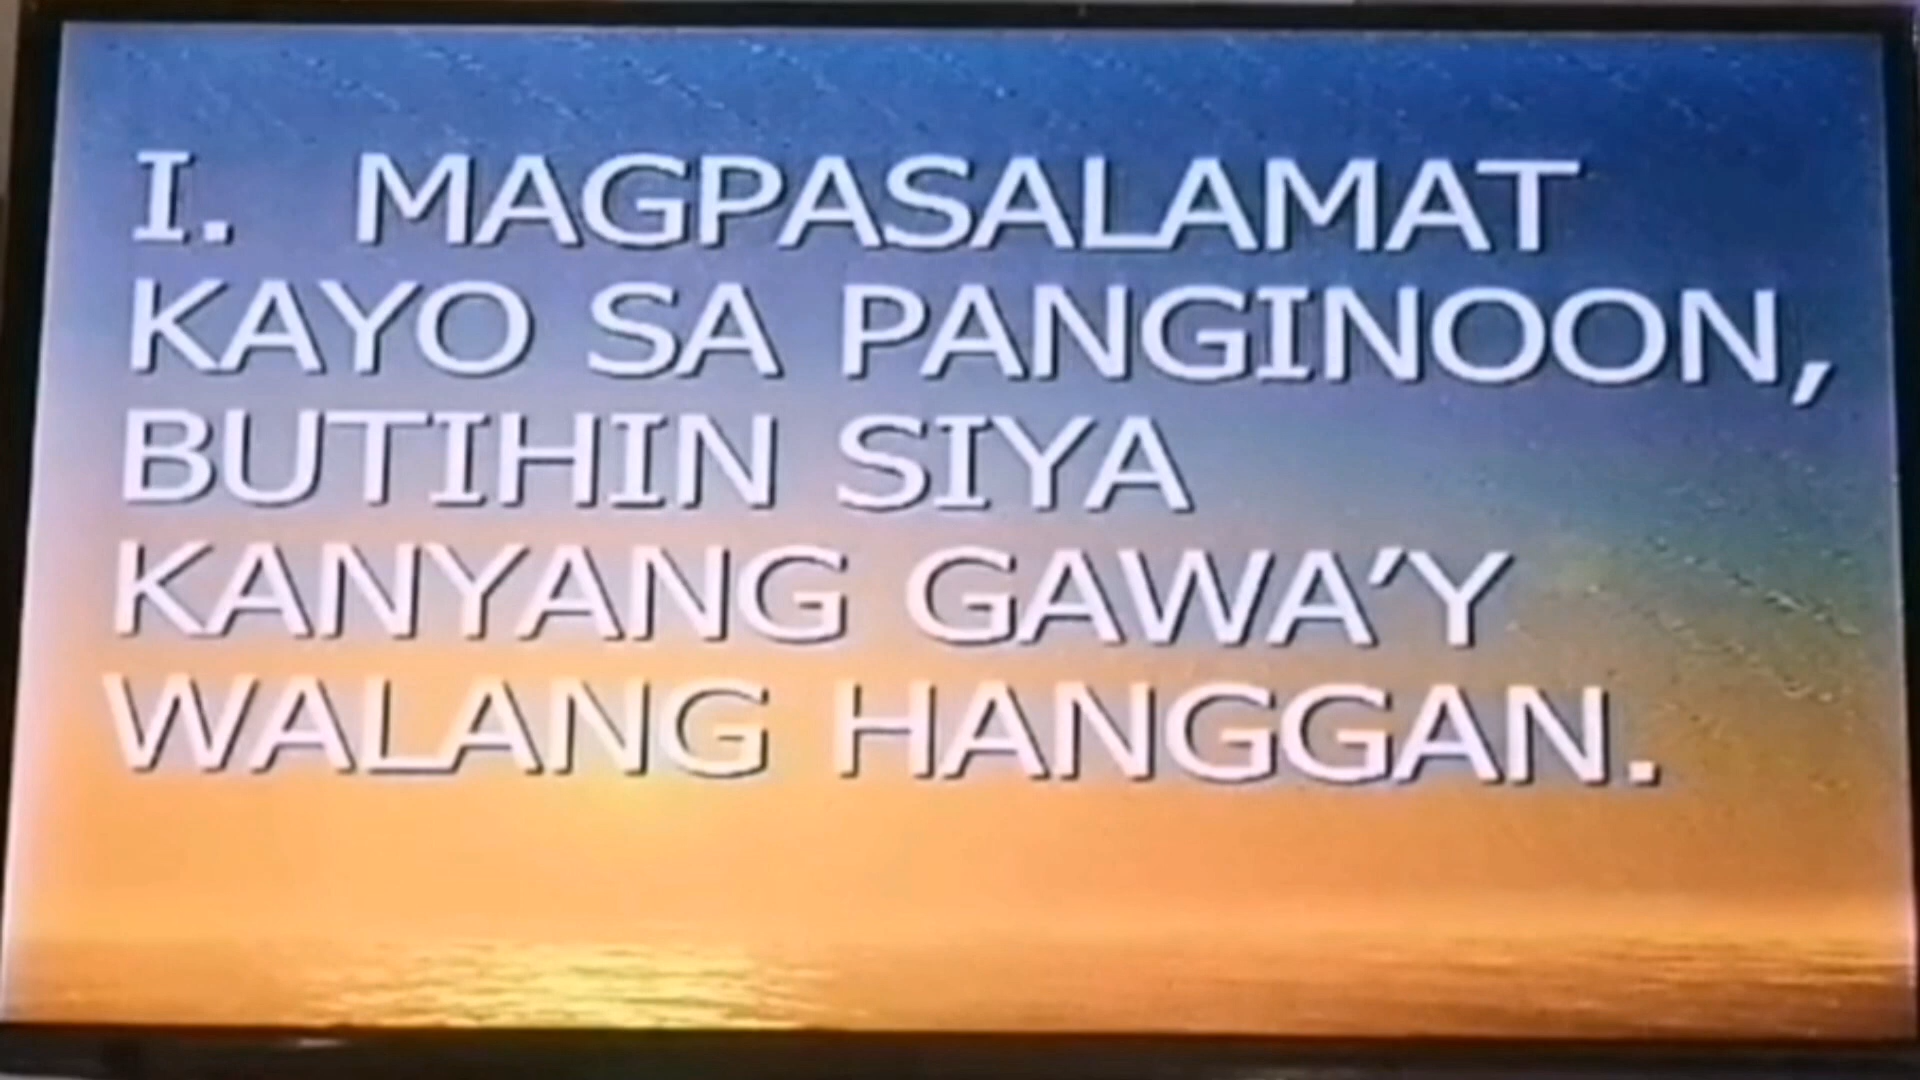 I. MAGPASALAMAT
KAYO SA PANGINOON,
BUTIHIN SIYA
KANYANG GAWA'Y
WALANG HANGGAN.